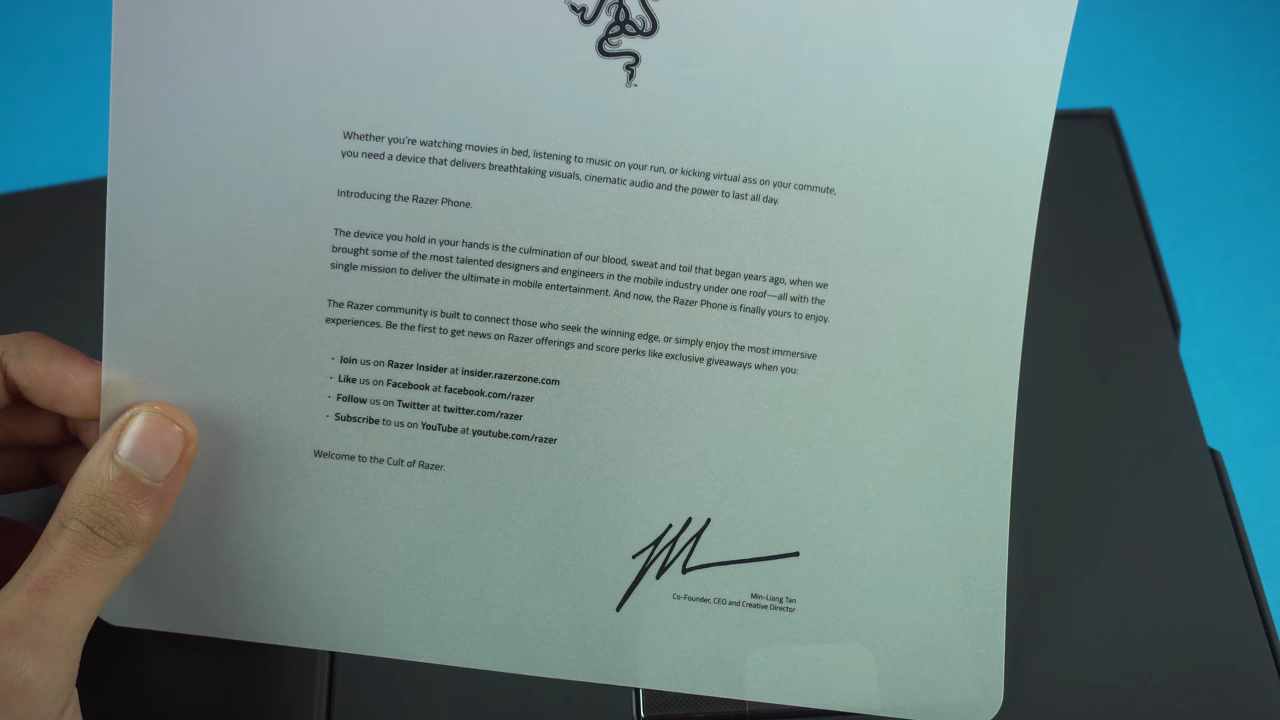 Whether you're watching movies in bed, listening to music on your run, or kicking virtual ass on your commute,
you need a device that delivers breathtaking visuals, cinematic audio and the power to last all day.
Introducing the Razer Phone.
The device you hold in your hands is the culmination of our blood, sweat and toil that began years ago, when we
brought some of the most talented designers and engineers in the mobile industry under one roof—all with the
single mission to deliver the ultimate in mobile entertainment. And now, the Razer Phone is finally yours to enjoy.
The Razer community is built to connect those who seek the winning edge, or simply enjoy the most immersive
experiences. Be the first to get news on Razer offerings and score perks like exclusive giveaways when you:
· Join us on Razer Insider at insider.razerzone.com
· Like us on Facebook at facebook.com/razer
· Follow us on Twitter at twitter.com/razer
· Subscribe to us on YouTube at youtube.com/razer
Welcome to the Cult of Razer.
Min-Liang Tan
Co-Founder, CEO and Creative Director